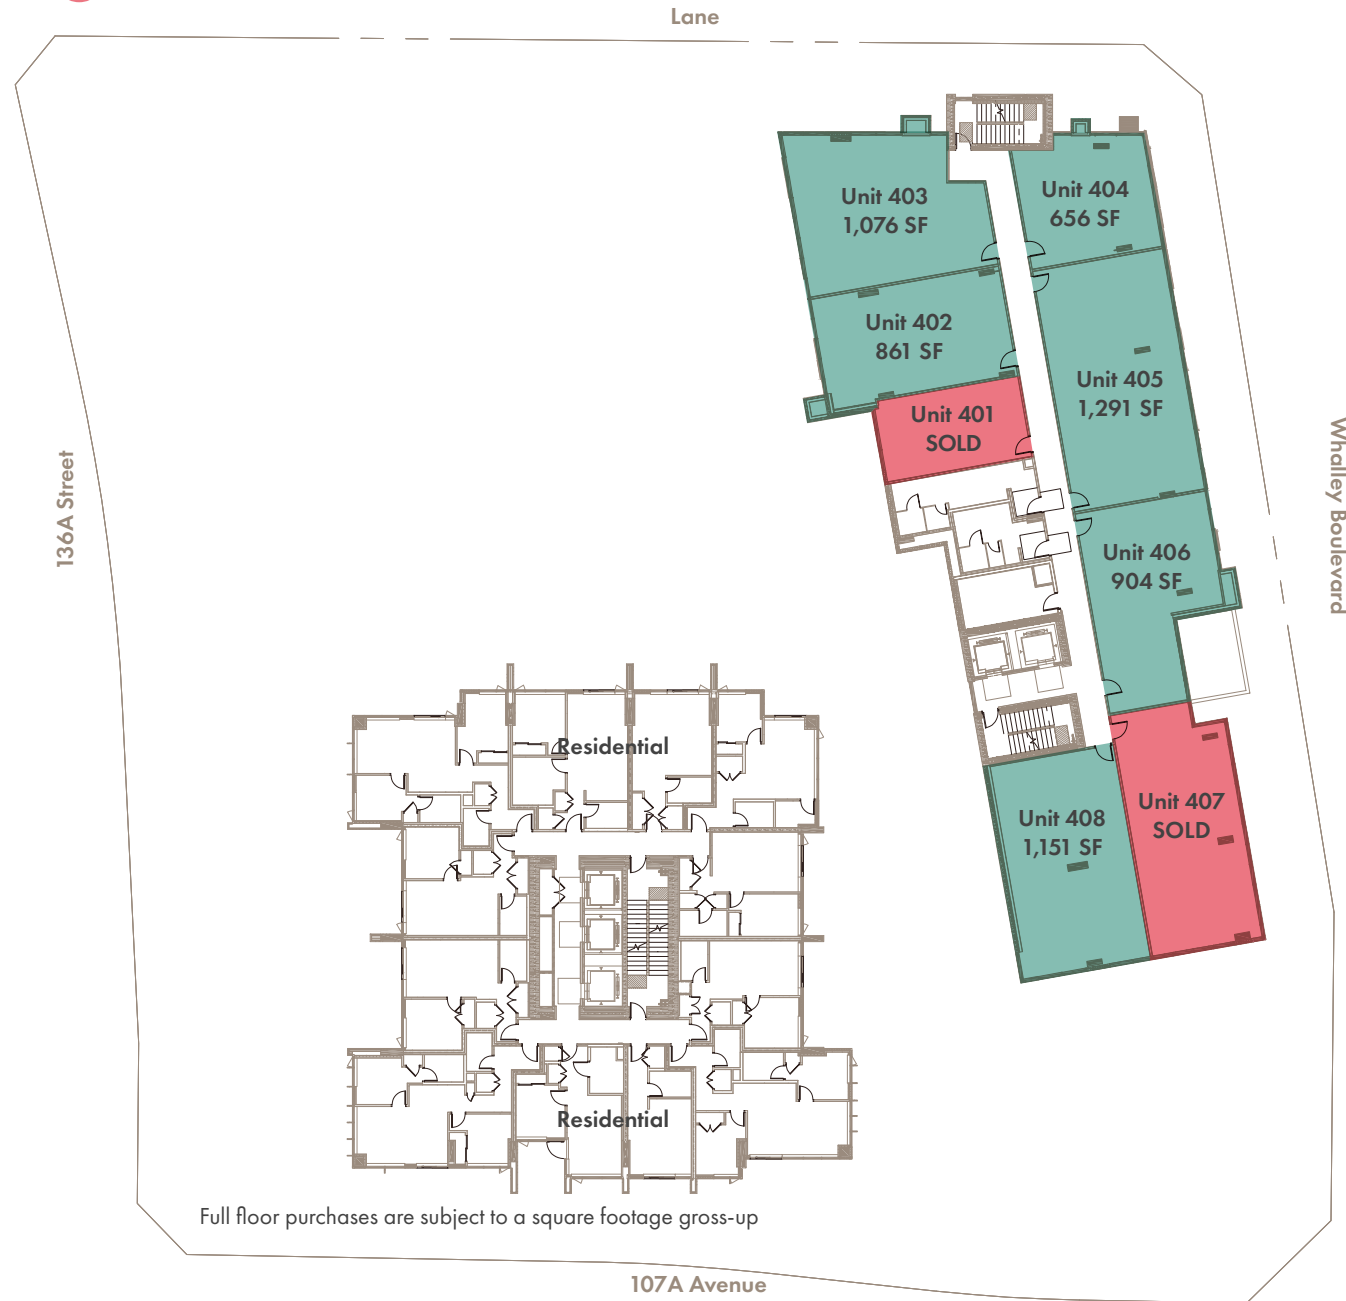 Lane
Unit 403
1,076 SF
Unit 404
656 SF
Unit 402
861 SF
Unit 405
1,291 SF
Unit 401
SOLD
136A Street
Whalley Boulevard
Unit 406
904 SF
Residential
Unit 407
SOLD
Unit 408
1,151 SF
Residential
Full floor purchases are subject to a square footage gross-up
107A Avenue